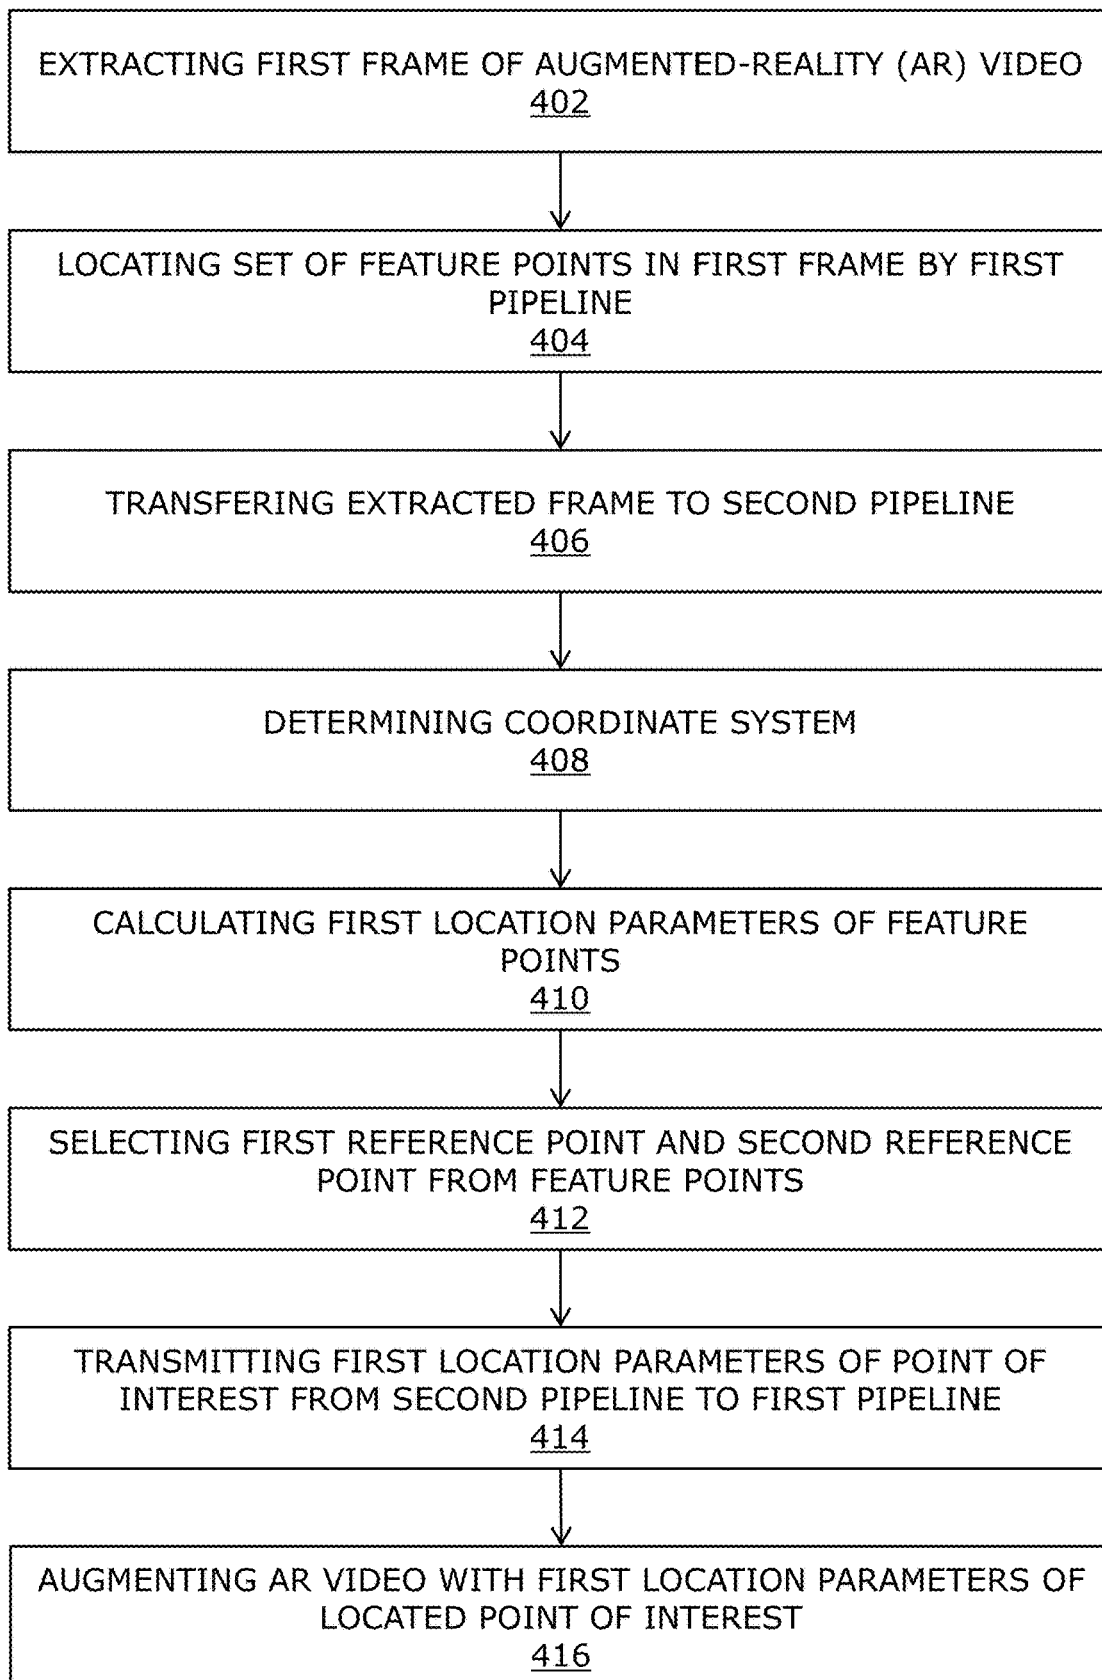 EXTRACTING FIRST FRAME OF AUGMENTED-REALITY (AR) VIDEO
402
LOCATING SET OF FEATURE POINTS IN FIRST FRAME BY FIRST
PIPELINE
404
TRANSFERING EXTRACTED FRAME TO SECOND PIPELINE
406
DETERMINING COORDINATE SYSTEM
408
CALCULATING FIRST LOCATION PARAMETERS OF FEATURE
POINTS
410
SELECTING FIRST REFERENCE POINT AND SECOND REFERENCE
POINT FROM FEATURE POINTS
412
TRANSMITTING FIRST LOCATION PARAMETERS OF POINT OF
INTEREST FROM SECOND PIPELINE TO FIRST PIPELINE
414
AUGMENTING AR VIDEO WITH FIRST LOCATION PARAMETERS OF
LOCATED POINT OF INTEREST
416